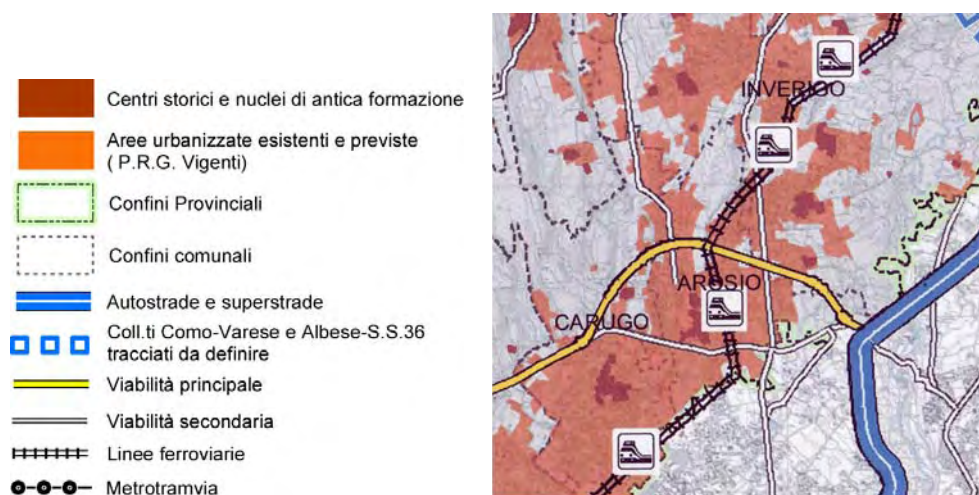 Centri storici e nuclei di antica formazione
Aree urbanizzate esistenti e previste
( P.R.G. Vigenti)
Confini Provinciali
Confini comunali
Autostrade e superstrade
Coll.ti Como-Varese e Albese-S.S.36
tracciati da definire
Viabilità principale
Viabilità secondaria
Linee ferroviarie
Metrotramvia
INVERIGO
AROSIO
CARUGO